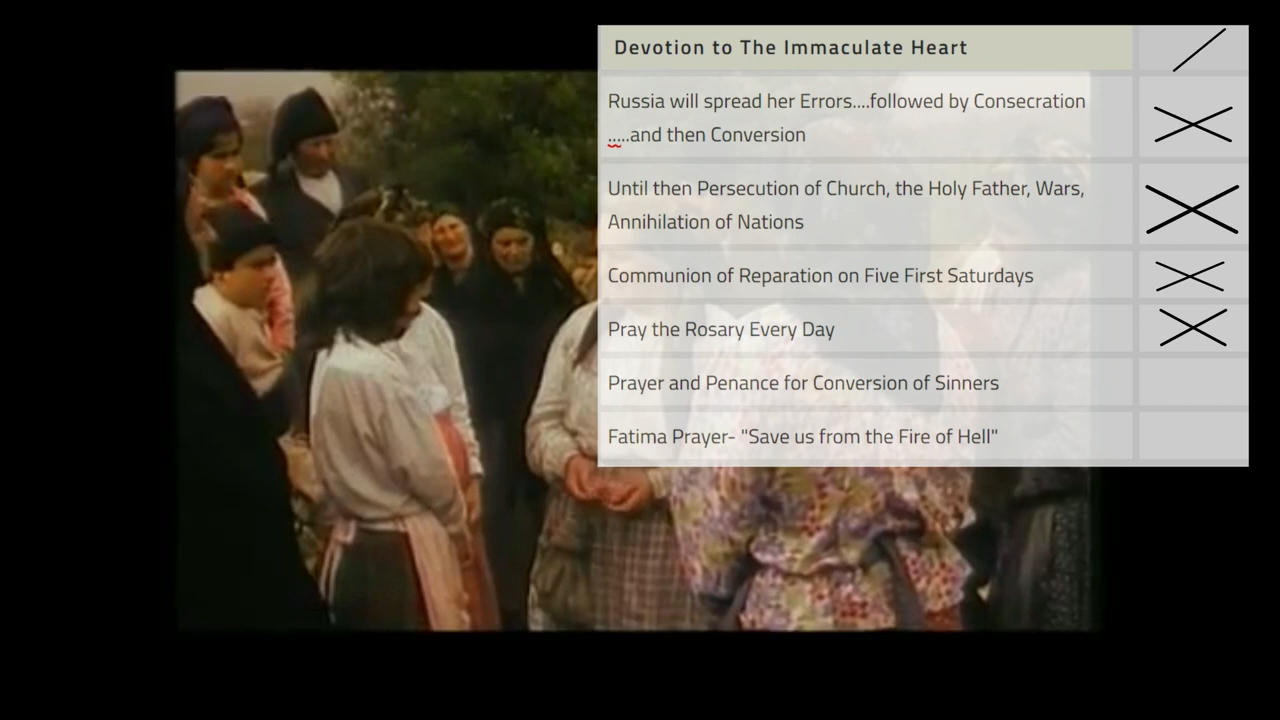 Devotion to The Immaculate Heart
Russia will spread her Errors....followed by Consecration
.....and then Conversion
Until then Persecution of Church, the Holy Father, Wars,
Annihilation of Nations
Communion of Reparation on Five First Saturdays
Pray the Rosary Every Day
Prayer and Penance for Conversion of Sinners
Fatima Prayer- "Save us from the Fire of Hell"